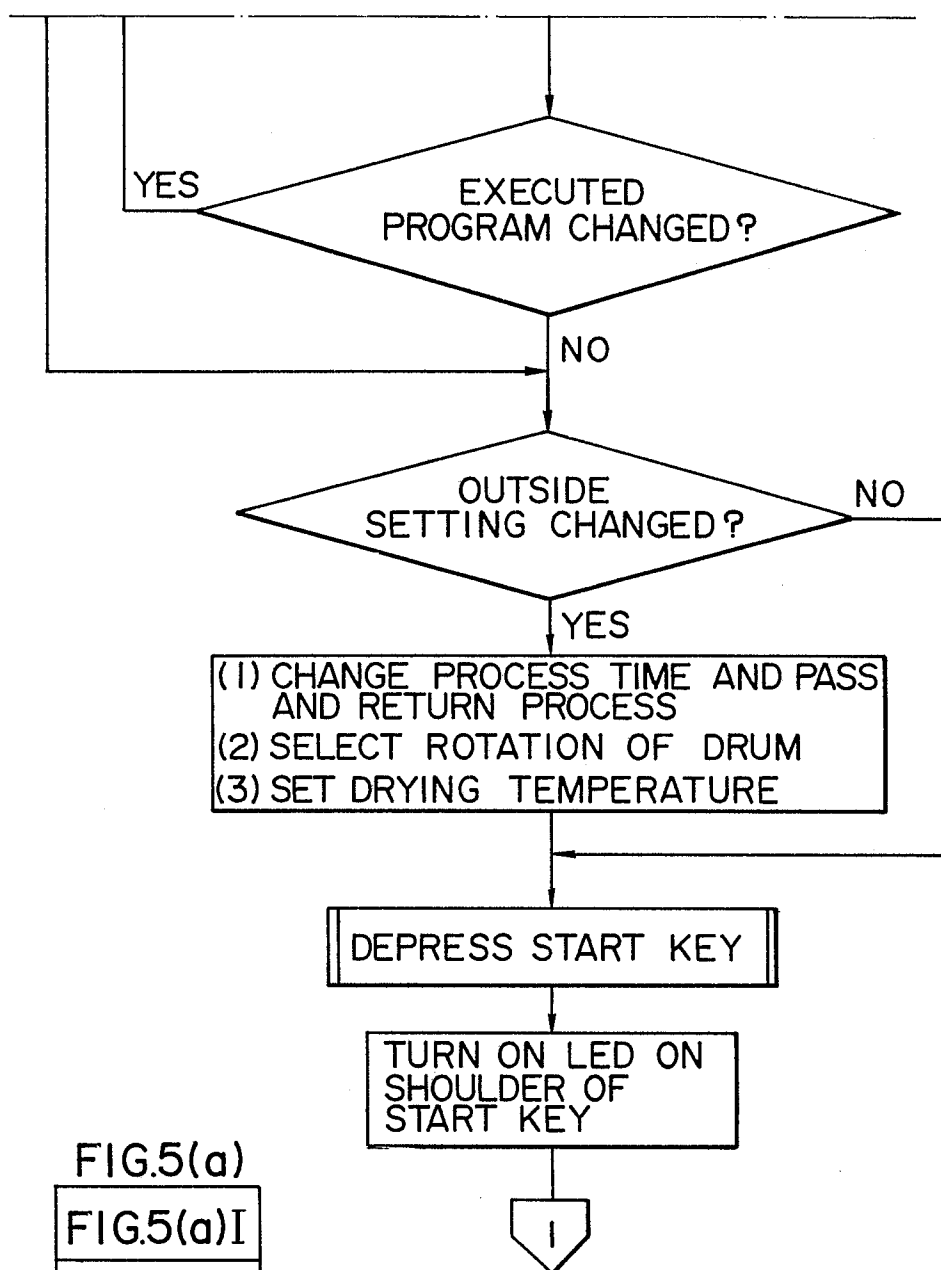 YES
EXECUTED
PROGRAM CHANGED?
NO
OUTSIDE
SETTING CHANGED?
NO
YES
(1) CHANGE PROCESS TIME AND PASS
AND RETURN PROCESS
(2) SELECT ROTATION OF DRUM
(3) SET DRYING TEMPERATURE
DEPRESS START KEY
TURN ON LED ON
SHOULDER OF
START KEY
1
FIG.5(a)
FIG.5(a)I